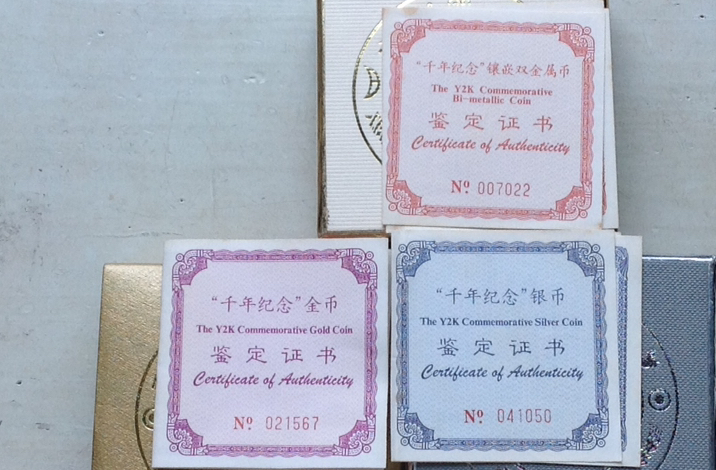 “千年纪念”镶嵌双金属币
The Y2K Commemorative
Bi-metallic Coin
鉴定证书
Certificate of Authenticity
Nº 007022
“千年纪念”金币
The Y2K Commemorative Gold Coin
鉴定证书
Certificate of Authenticity
Nº 021567
“千年纪念”银币
The Y2K Commemorative Silver Coin
鉴定证书
Certificate of Authenticity
Nº 041050